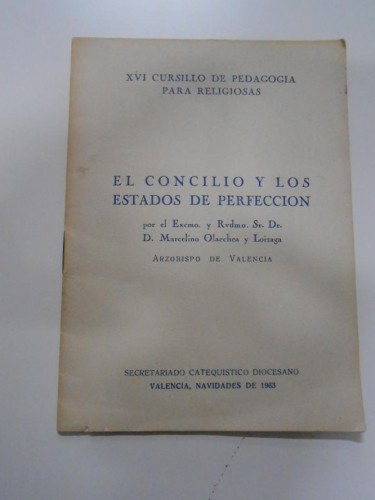 XVI CURSILLO DE PEDAGOGIA
PARA RELIGIOSAS
EL CONCILIO Y LOS
ESTADOS DE PERFECCION
por el Excmo. y Rvdmo. Sr. Dr.
D. Marcelino Olaechea y Loizaga
ARZOBISPO DE VALENCIA
SECRETARIADO CATEQUISTICO DIOCESANO
VALENCIA, NAVIDADES DE 1963